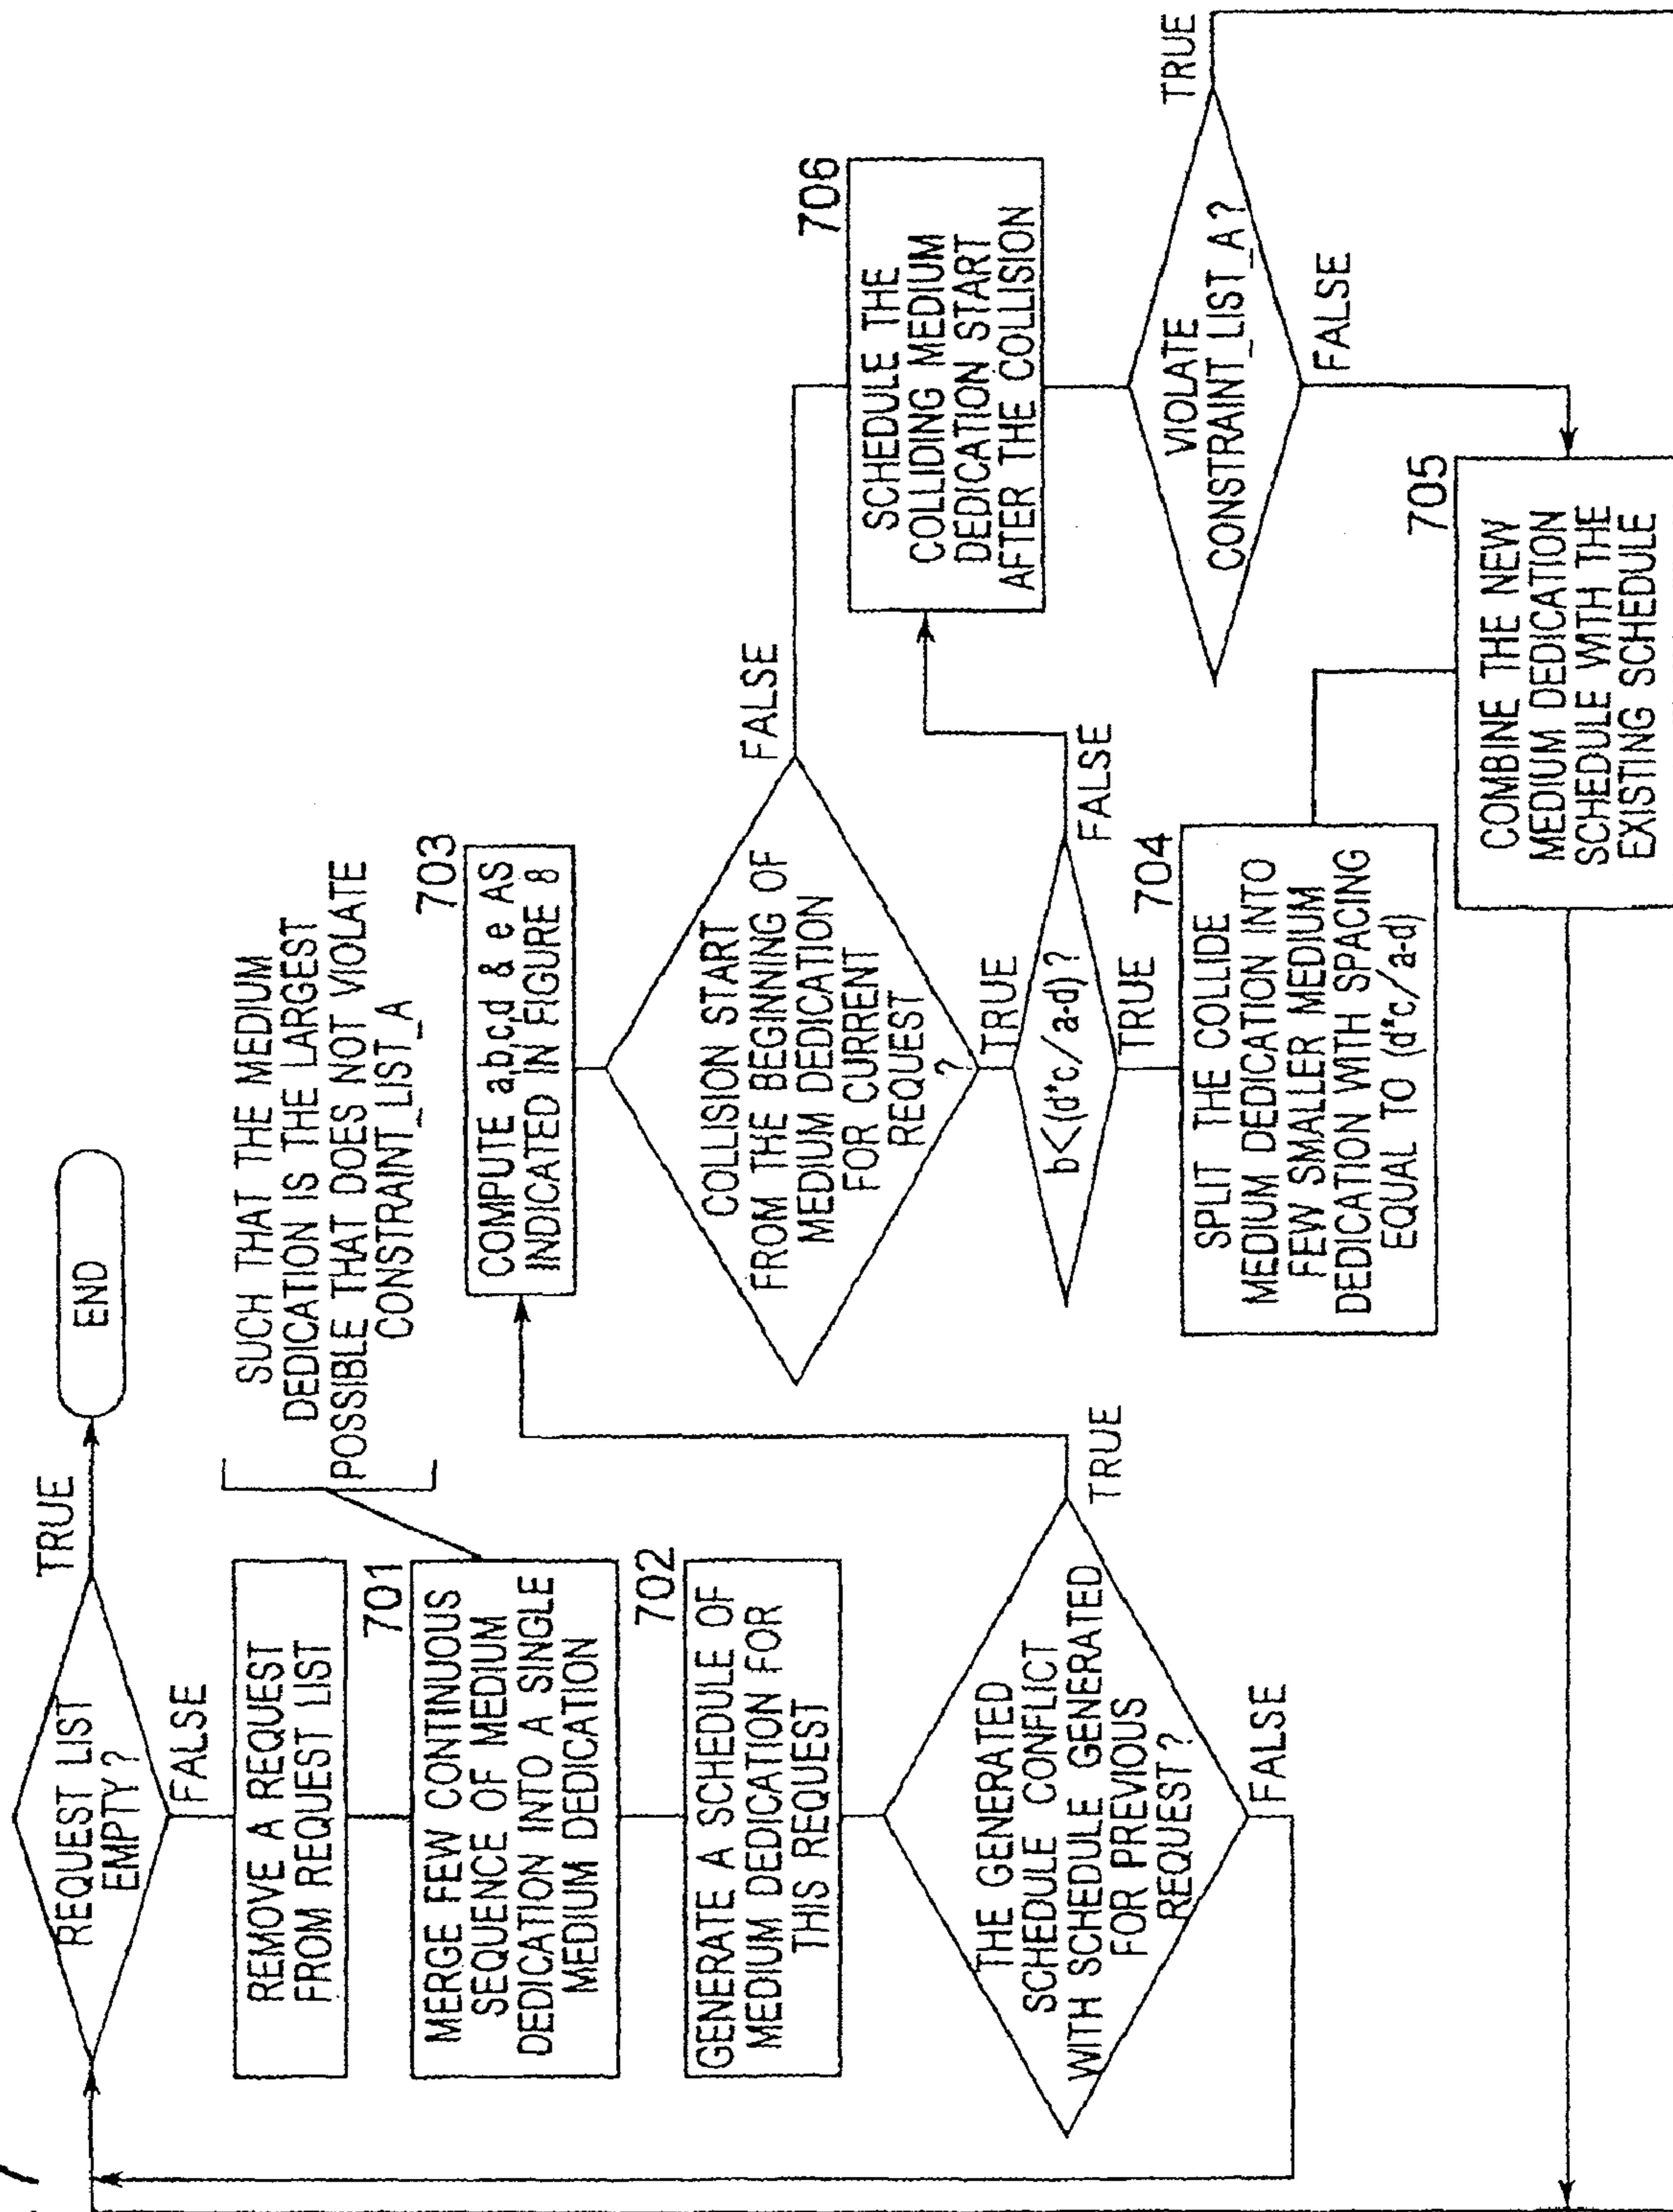 REQUEST LIST
EMPTY?
TRUE
END
FALSE
REMOVE A REQUEST
FROM REQUEST LIST
701
MERGE FEW CONTINUOUS
SEQUENCE OF MEDIUM
DEDICATION INTO A SINGLE
MEDIUM DEDICATION
SUCH THAT THE MEDIUM
DEDICATION IS THE LARGEST
POSSIBLE THAT DOES NOT VIOLATE
CONSTRAINT_LIST_A
702
GENERATE A SCHEDULE OF
MEDIUM DEDICATION FOR
THIS REQUEST
THE GENERATED
SCHEDULE CONFLICT
WITH SCHEDULE GENERATED
FOR PREVIOUS
REQUEST?
TRUE
FALSE
703
COMPUTE a,b,c,d & e AS
INDICATED IN FIGURE 8
COLLISION START
FROM THE BEGINNING OF
MEDIUM DEDICATION
FOR CURRENT
REQUEST
?
FALSE
TRUE
b<(d*c/a-d)?
FALSE
TRUE
704
SPLIT THE COLLIDE
MEDIUM DEDICATION INTO
FEW SMALLER MEDIUM
DEDICATION WITH SPACING
EQUAL TO (d*c/a-d)
706
SCHEDULE THE
COLLIDING MEDIUM
DEDICATION START
AFTER THE COLLISION
VIOLATE
CONSTRAINT_LIST_A?
TRUE
FALSE
705
COMBINE THE NEW
MEDIUM DEDICATION
SCHEDULE WITH THE
EXISTING SCHEDULE